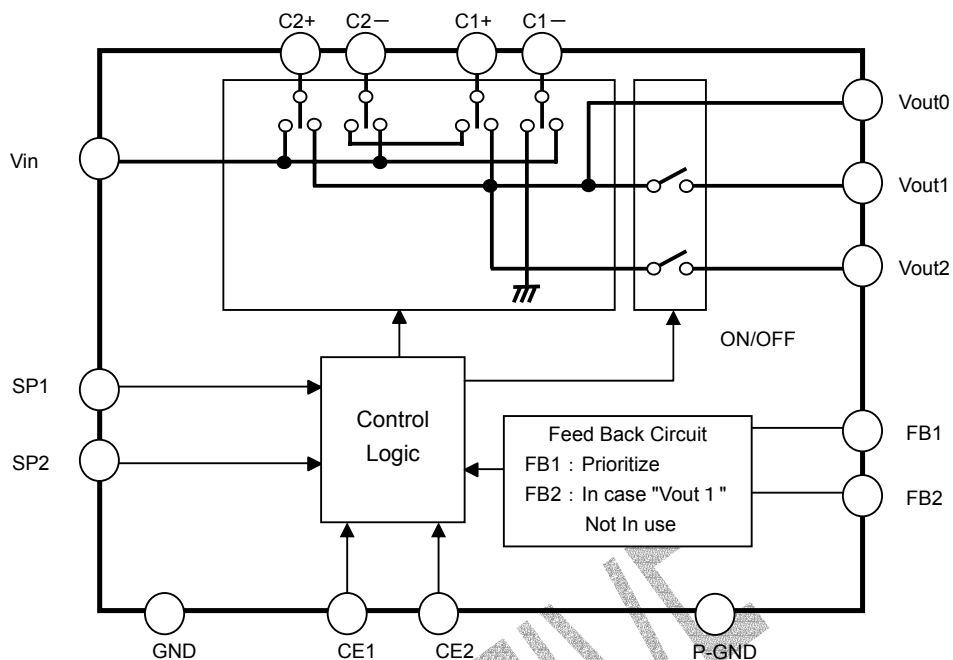 C2+ C2－ C1+ C1－
Vout0
Vin
Vout1
Vout2
ON/OFF
SP1
Control
Logic
SP2
Feed Back Circuit
FB1：Prioritize
FB2：In case "Vout 1 "
Not In use
FB1
FB2
GND CE1 CE2 P-GND